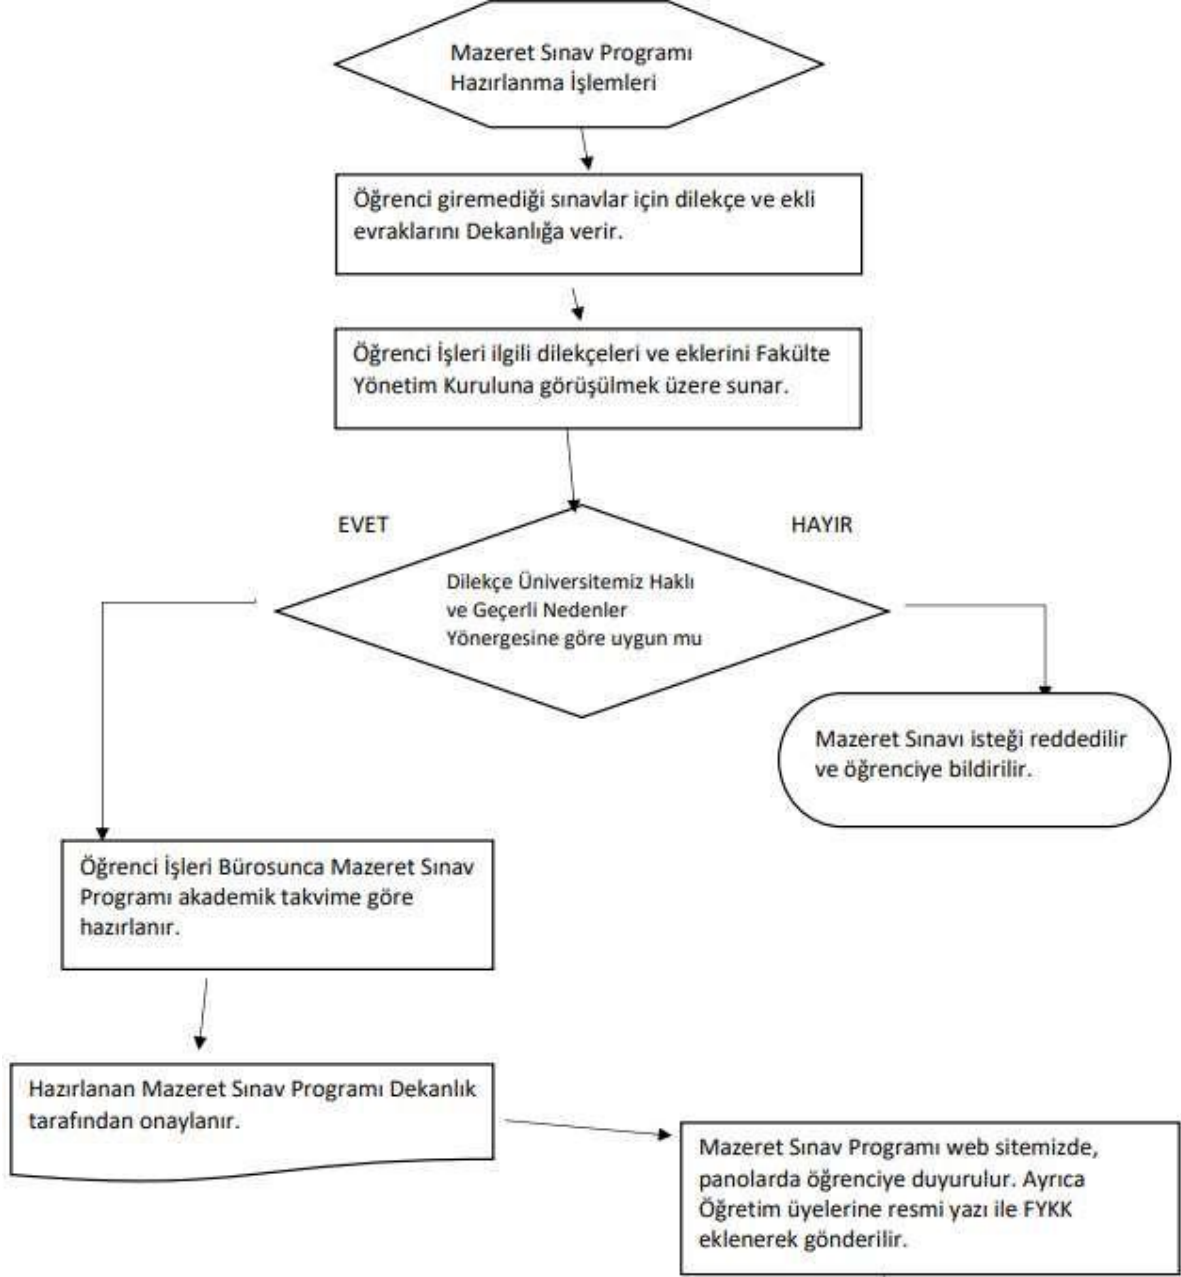 Mazeret Sınav Programı
Hazırlanma İşlemleri
Öğrenci giremediği sınavlar için dilekçe ve ekli
evraklarını Dekanlığa verir.
Öğrenci İşleri ilgili dilekçeleri ve eklerini Fakülte
Yönetim Kuruluna görüşülmek üzere sunar.
EVET
HAYIR
Dilekçe Üniversitemiz Haklı
ve Geçerli Nedenler
Yönergesine göre uygun mu
Mazeret Sınavı isteği reddedilir
ve öğrenciye bildirilir.
Öğrenci İşleri Bürosunca Mazeret Sınav
Programı akademik takvime göre
hazırlanır.
Hazırlanan Mazeret Sınav Programı Dekanlık
tarafından onaylanır.
Mazeret Sınav Programı web sitemizde,
panolarda öğrenciye duyurulur. Ayrıca
Öğretim üyelerine resmi yazı ile FYKK
eklenerek gönderilir.